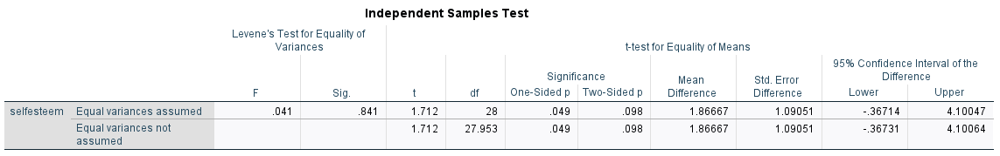 Independent Samples Test
Levene's Test for Equality of
Variances
t-test for Equality of Means
F
Sig.
t
df
Significance
One-Sided p
Two-Sided p
Mean
Difference
Std. Error
Difference
95% Confidence Interval of the
Difference
Lower
Upper
selfesteem Equal variances assumed .041 .841 1.712 28 .049 .098 1.86667 1.09051 -.36714 4.10047
Equal variances not
assumed
1.712 27.953 .049 .098 1.86667 1.09051 -.36731 4.10064